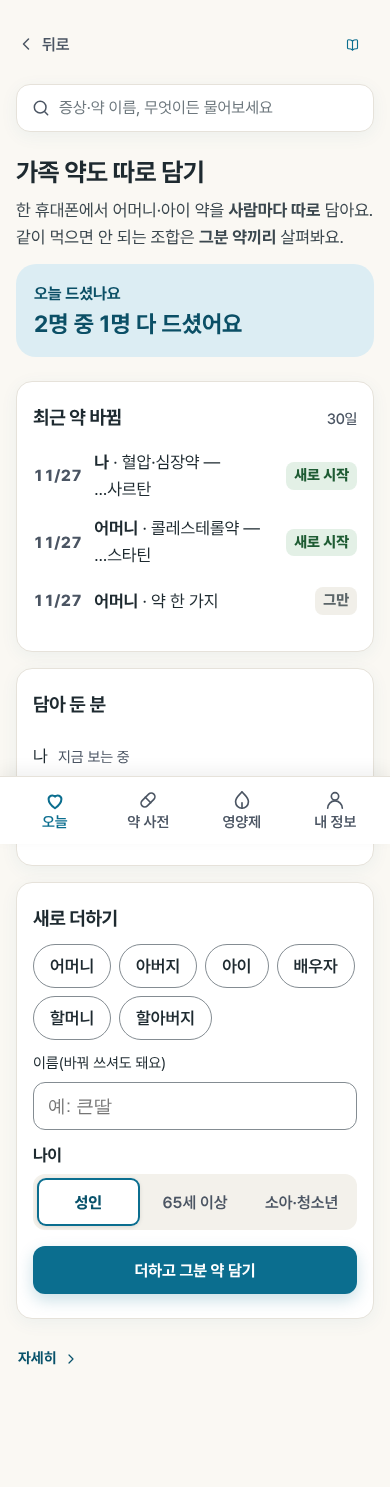 뒤로
증상·약 이름, 무엇이든 물어보세요
가족 약도 따로 담기
한 휴대폰에서 어머니·아이 약을 사람마다 따로 담아요.
같이 먹으면 안 되는 조합은 그분 약끼리 살펴봐요.
오늘 드셨나요
2명 중 1명 다 드셨어요
최근 약 바뀜 30일
11/27 나 · 혈압·심장약 — 새로 시작
…사르탄
11/27 어머니 · 콜레스테롤약 — 새로 시작
…스타틴
11/27 어머니 · 약 한 가지 그만
담아 둔 분
나 지금 보는 중
오늘 약 사전 영양제 내 정보
새로 더하기
어머니 아버지 아이 배우자
할머니 할아버지
이름(바꿔 쓰셔도 돼요)
예: 큰딸
나이
성인 65세 이상 소아·청소년
더하고 그분 약 담기
자세히